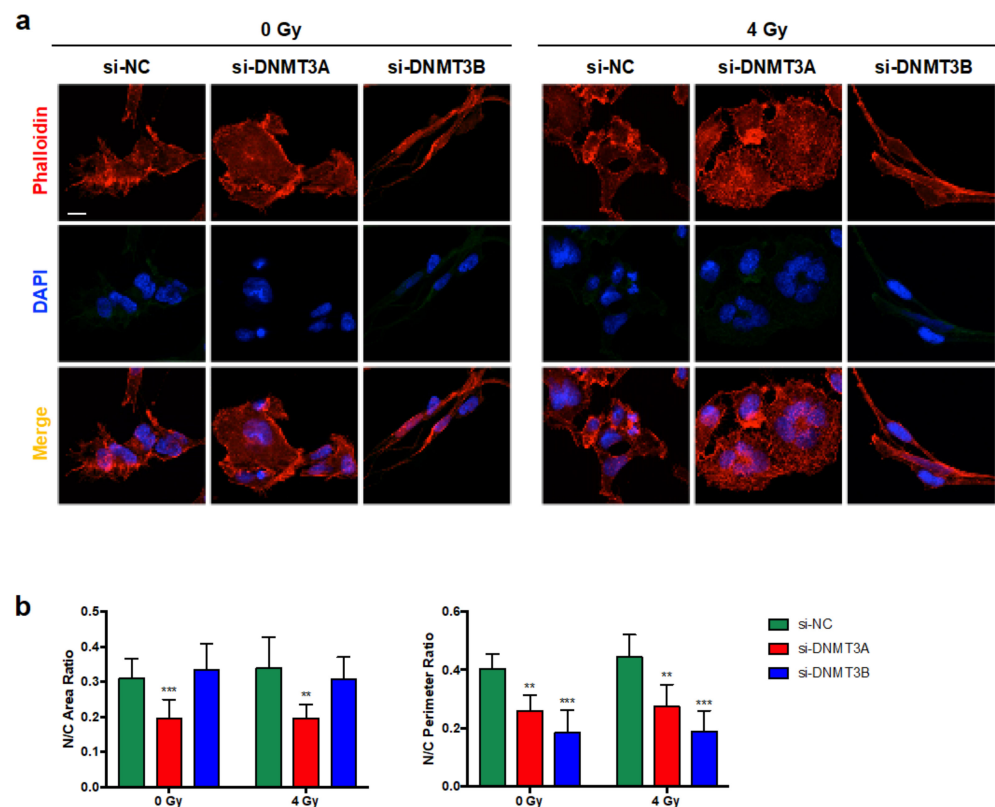 a
0 Gy 4 Gy
si-NC si-DNMT3A si-DNMT3B si-NC si-DNMT3A si-DNMT3B
Phalloidin
DAPI
Merge
b
N/C Area Ratio
0.5
0.4
0.3
0.2
0.1
0.0
***
**
0 Gy 4 Gy
N/C Perimeter Ratio
0.6
0.4
0.2
0.0
**
***
**
***
0 Gy 4 Gy
si-NC
si-DNMT3A
si-DNMT3B